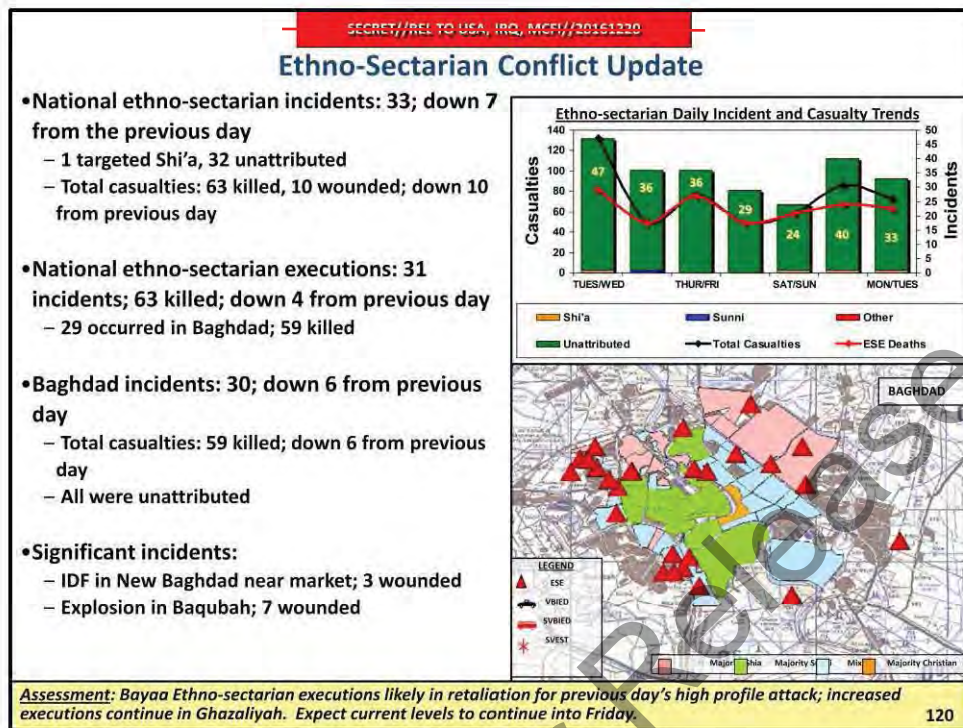 SECRET//REL TO USA, IRQ, MCFI//20161220
Ethno-Sectarian Conflict Update
•National ethno-sectarian incidents: 33; down 7
from the previous day
– 1 targeted Shi'a, 32 unattributed
– Total casualties: 63 killed, 10 wounded; down 10
from previous day
•National ethno-sectarian executions: 31
incidents; 63 killed; down 4 from previous day
– 29 occurred in Baghdad; 59 killed
•Baghdad incidents: 30; down 6 from previous
day
– Total casualties: 59 killed; down 6 from previous
day
– All were unattributed
•Significant incidents:
– IDF in New Baghdad near market; 3 wounded
– Explosion in Baqubah; 7 wounded
Ethno-sectarian Daily Incident and Casualty Trends
Casualties
140
120
100
80
60
40
20
0
47
36
36
29
24
40
33
50
45
40
35
30
25
20
15
10
5
0
Incidents
TUES/WED THUR/FRI SAT/SUN MON/TUES
Shi'a Sunni Other
Unattributed Total Casualties ESE Deaths
BAGHDAD
LEGEND
ESE
VBIED
SVBIED
SVEST
Majority Christian
Release
Assessment: Bayaa Ethno-sectarian executions likely in retaliation for previous day's high profile attack; increased
executions continue in Ghazaliyah. Expect current levels to continue into Friday.
120